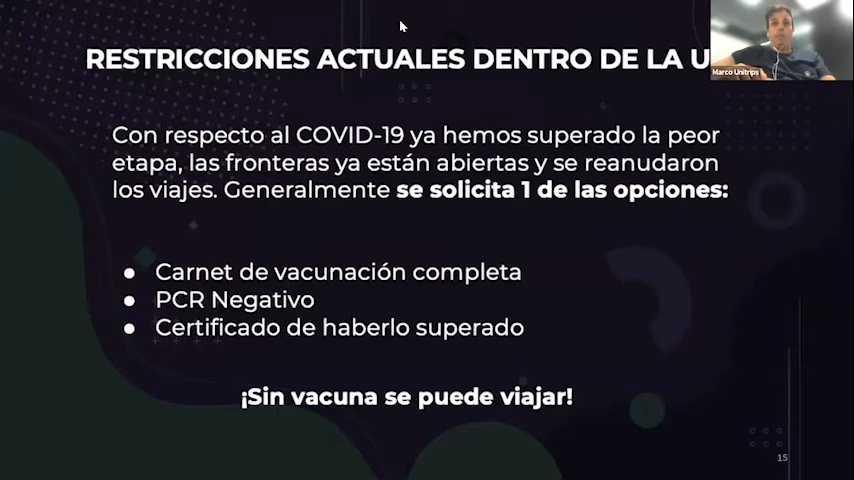 RESTRICCIONES ACTUALES DENTRO DE LA U
Marco Unitrips
Con respecto al COVID-19 ya hemos superado la peor
etapa, las fronteras ya están abiertas y se reanudaron
los viajes. Generalmente se solicita 1 de las opciones:
● Carnet de vacunación completa
● PCR Negativo
● Certificado de haberlo superado
¡Sin vacuna se puede viajar!
15